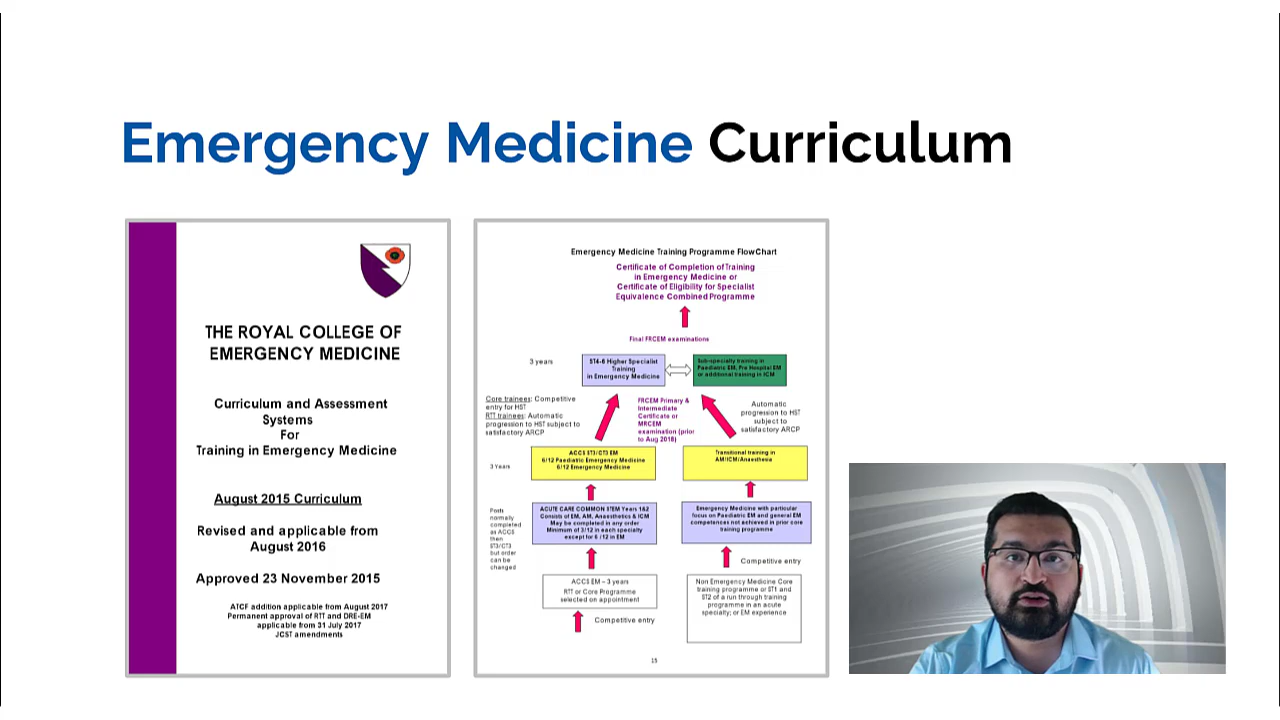 Emergency Medicine Curriculum
THE ROYAL COLLEGE OF
EMERGENCY MEDICINE
Curriculum and Assessment
Systems
For
Training in Emergency Medicine
August 2015 Curriculum
Revised and applicable from
August 2016
Approved 23 November 2015
ATCF addition applicable from August 2017
Permanent approval of RTT and DRE-EM
applicable from 31 July 2017
JCST amendments
Emergency Medicine Training Programme FlowChart
Certificate of Completion of Training
in Emergency Medicine or
Certificate of Eligibility for Specialist
Equivalence Combined Programme
Final FRCEM examinations
3 years
ST4-6 Higher Specialist
Training
in Emergency Medicine
Sub-specialty training in
Paediatric EM, Pre Hospital EM
or additional training in ICM
Core trainees: Competitive
entry for HST
RTT trainees: Automatic
progression to HST subject to
satisfactory ARCP
FRCEM Primary &
Intermediate
Certificate or
MRCEM
examination (prior
to Aug 2018)
Automatic
progression to HST
subject to
satisfactory ARCP
3 Years
ACCS ST3/CT3 EM
6/12 Paediatric Emergency Medicine
6/12 Emergency Medicine
Transitional training in
AM/ICM/Anaesthesia
Posts
normally
completed
as ACCS
then
ST3/CT3
but order
can be
changed
ACUTE CARE COMMON STEM Years 1&2
Consists of EM, AM, Anaesthetics & ICM
May be completed in any order
Minimum of 3/12 in each specialty
except for 6 /12 in EM
Emergency Medicine with particular
focus on Paediatric EM and general EM
competences not achieved in prior core
training programme
Competitive entry
ACCS EM – 3 years
RTT or Core Programme
selected on appointment
Non Emergency Medicine Core
training programme or ST1 and
ST2 of a run through training
programme in an acute
specialty; or EM experience
Competitive entry
15